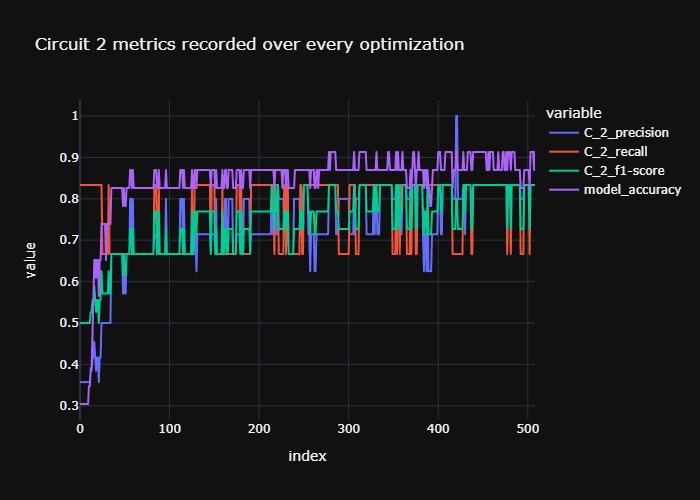 Circuit 2 metrics recorded over every optimization
variable
C_2_precision
C_2_recall
C_2_f1-score
model_accuracy
1
0.9
0.8
0.7
0.6
0.5
0.4
0.3
value
0 100 200 300 400 500
index